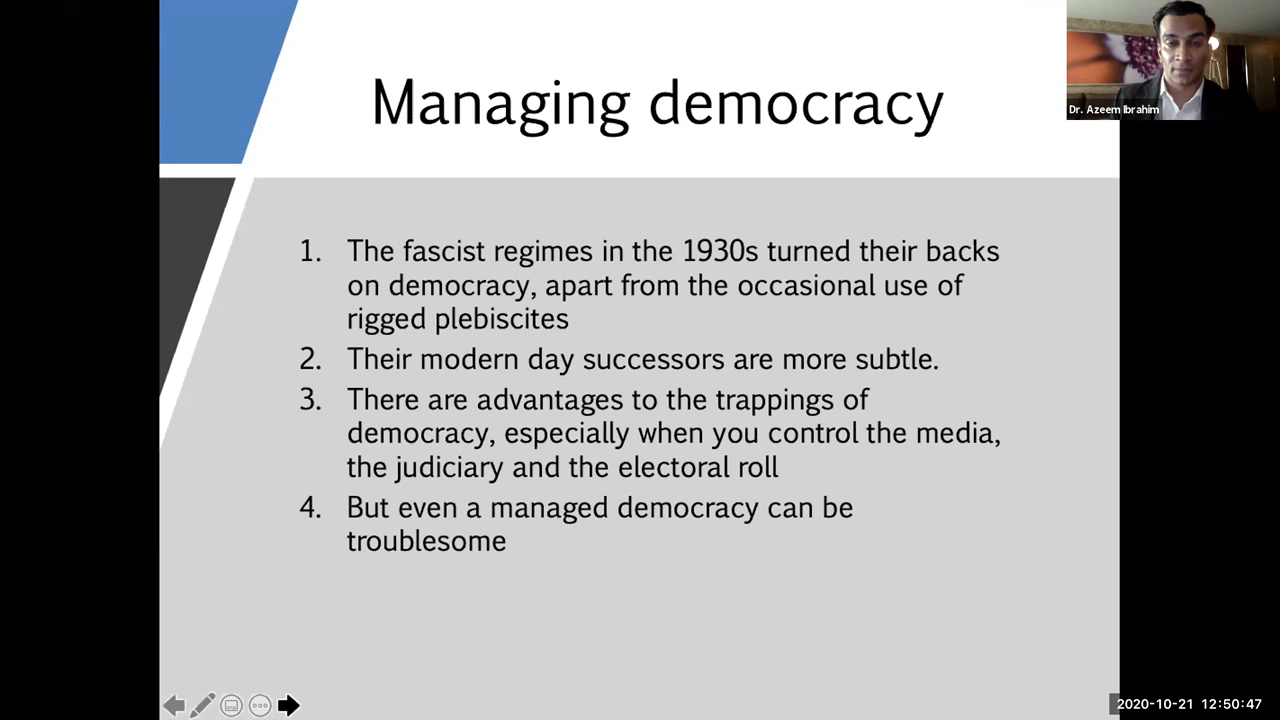 Managing democracy
Dr. Azeem Ibrahim
1. The fascist regimes in the 1930s turned their backs
on democracy, apart from the occasional use of
rigged plebiscites
2. Their modern day successors are more subtle.
3. There are advantages to the trappings of
democracy, especially when you control the media,
the judiciary and the electoral roll
4. But even a managed democracy can be
troublesome
2020-10-21 12:50:47